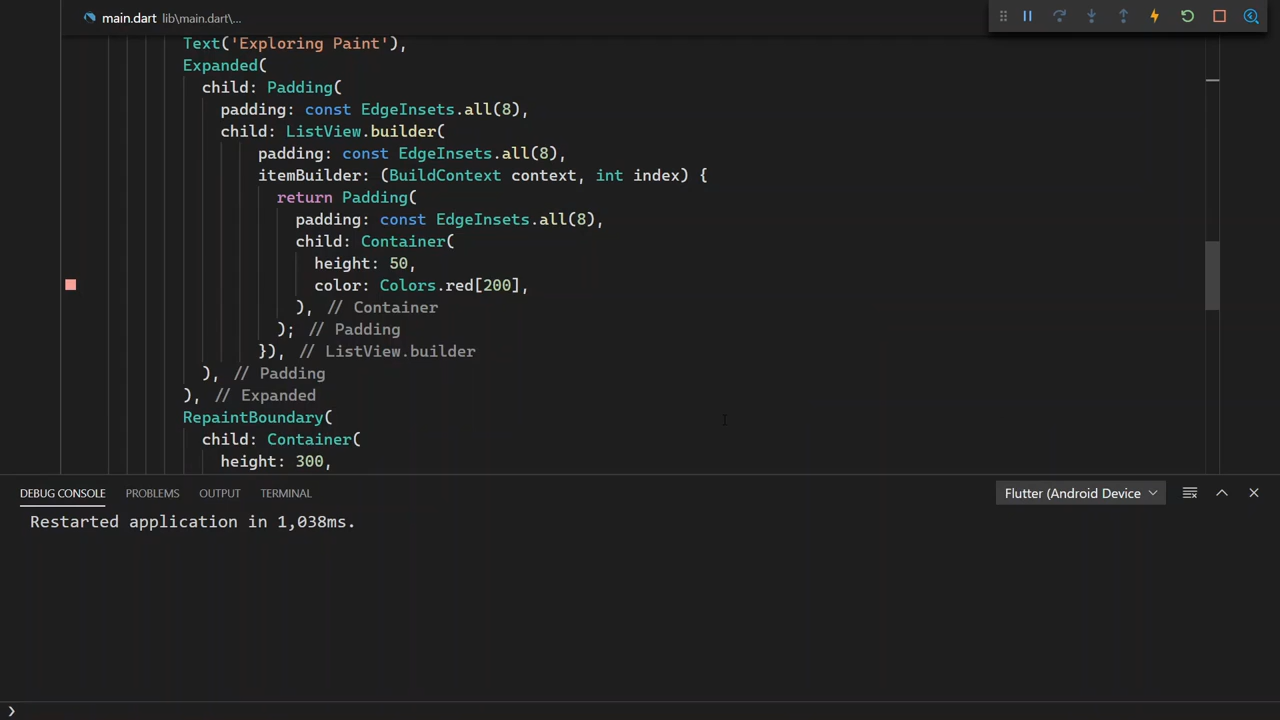 main.dart lib\main.dart\...
Text('Exploring Paint'),
Expanded(
child: Padding(
padding: const EdgeInsets.all(8),
child: ListView.builder(
padding: const EdgeInsets.all(8),
itemBuilder: (BuildContext context, int index) {
return Padding(
padding: const EdgeInsets.all(8),
child: Container(
height: 50,
color: Colors.red[200],
), // Container
); // Padding
}), // ListView.builder
), // Padding
), // Expanded
RepaintBoundary(
child: Container(
height: 300,
DEBUG CONSOLE PROBLEMS OUTPUT TERMINAL Flutter (Android Device
Restarted application in 1,038ms.